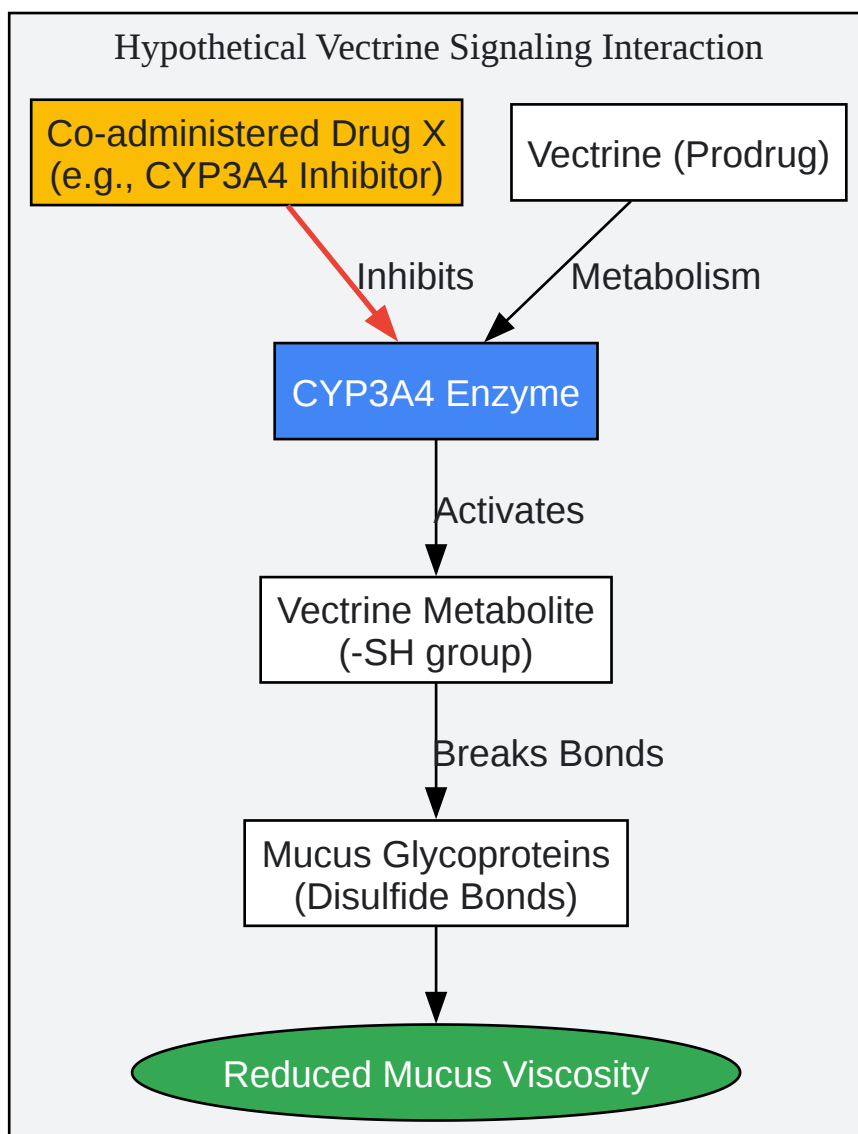 Hypothetical Vectrine Signaling Interaction
Co-administered Drug X
(e.g., CYP3A4 Inhibitor)
Vectrine (Prodrug)
Inhibits
Metabolism
CYP3A4 Enzyme
Activates
Vectrine Metabolite
(-SH group)
Breaks Bonds
Mucus Glycoproteins
(Disulfide Bonds)
Reduced Mucus Viscosity